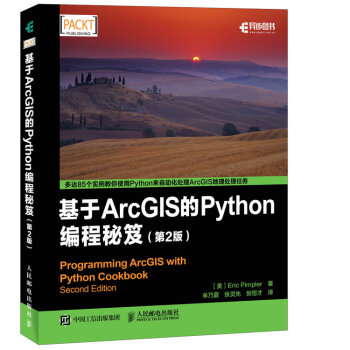 PACKT
PUBLISHING
异步图书
基于ArcGIS的Python
编程秘笈
(第2版)
人民邮电出版社
多达85个实例教你使用Python来自动化处理ArcGIS地理处理任务
基于ArcGIS的Python
编程秘笈(第2版)
Programming ArcGIS with
Python Cookbook
Second Edition
[美] Eric Pimpler 著
牟乃夏 张灵先 张恒才 译
中国工信出版集团
人民邮电出版社